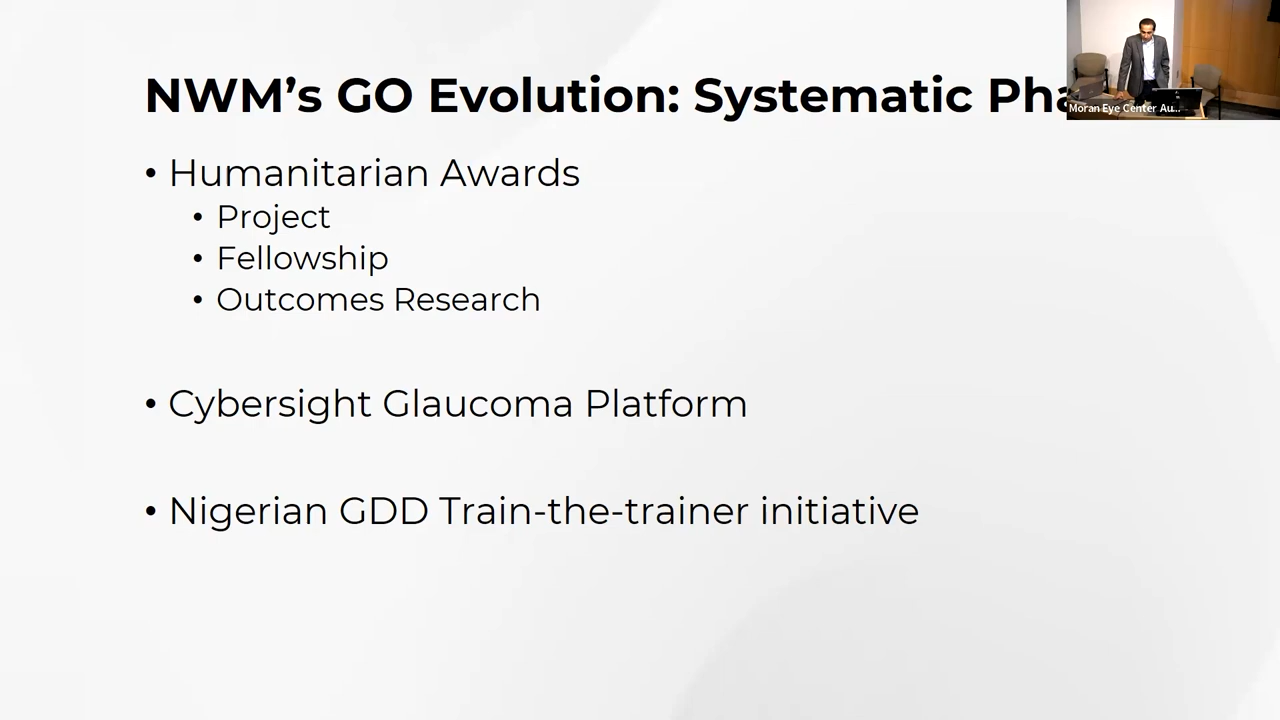 NWM's GO Evolution: Systematic
• Humanitarian Awards
• Project
• Fellowship
• Outcomes Research
• Cybersight Glaucoma Platform
• Nigerian GDD Train-the-trainer initiative
Moran Eye Center Au...